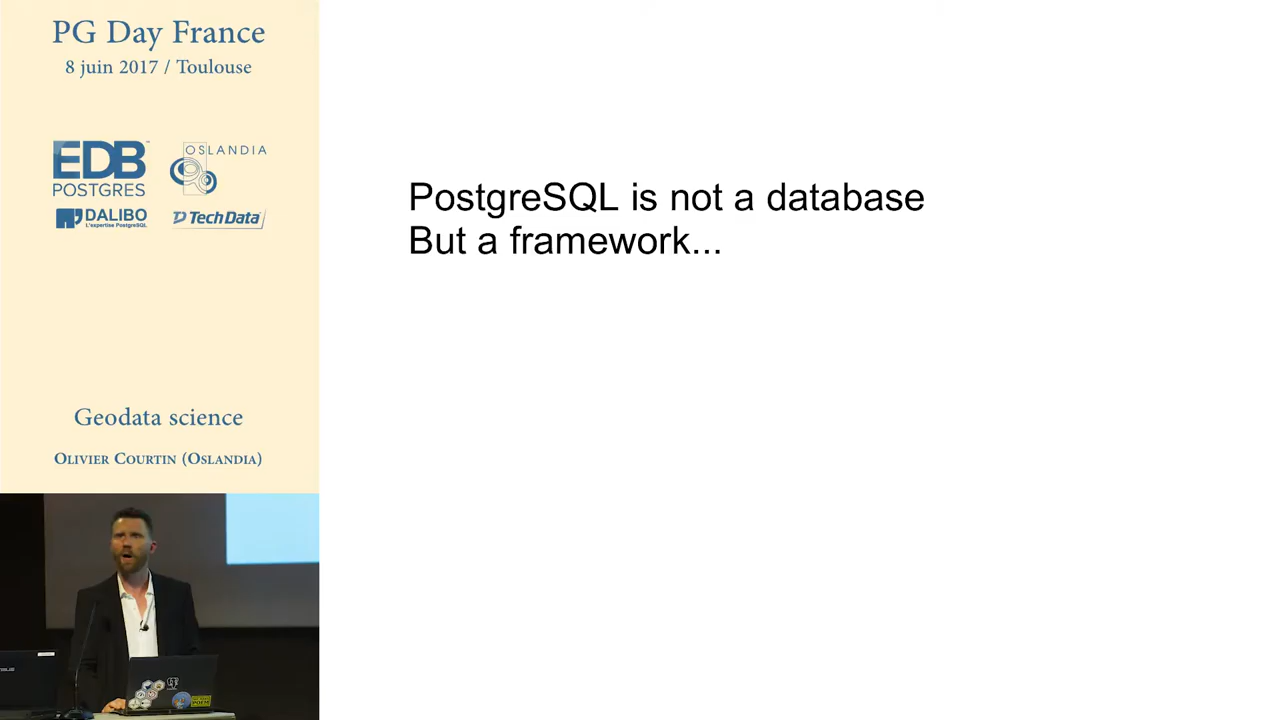 PG Day France
8 juin 2017 / Toulouse
EDB
POSTGRES
OSLANDIA
DALIBO
L'expertise PostgreSQL
TechData
Geodata science
OLIVIER COURTIN (OSLANDIA)
PostgreSQL is not a database
But a framework...